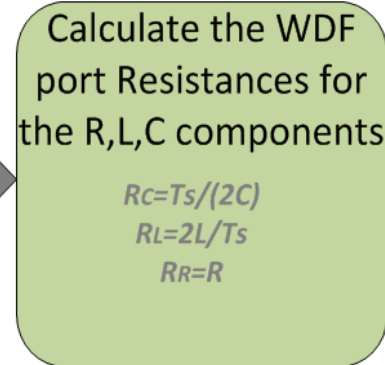 Calculate the WDF
port Resistances for
the R,L,C components
RC=Ts/(2C)
RL=2L/Ts
RR=R